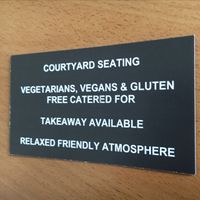 COURTYARD SEATING
VEGETARIANS, VEGANS & GLUTEN
FREE CATERED FOR
TAKEAWAY AVAILABLE
RELAXED FRIENDLY ATMOSPHERE